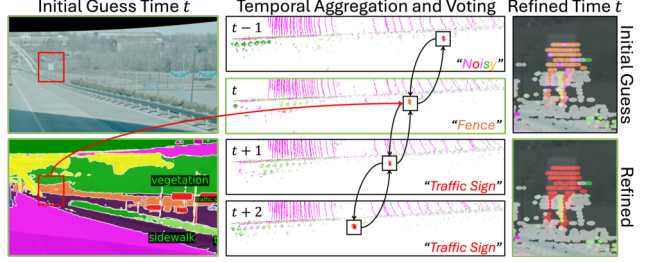 Initial Guess Time t
Temporal Aggregation and Voting
Refined Time t
t − 1
"Noisy"
t
"Fence"
t + 1
"Traffic Sign"
t + 2
"Traffic Sign"
vegetation
sidewalk
Initial Guess
Refined